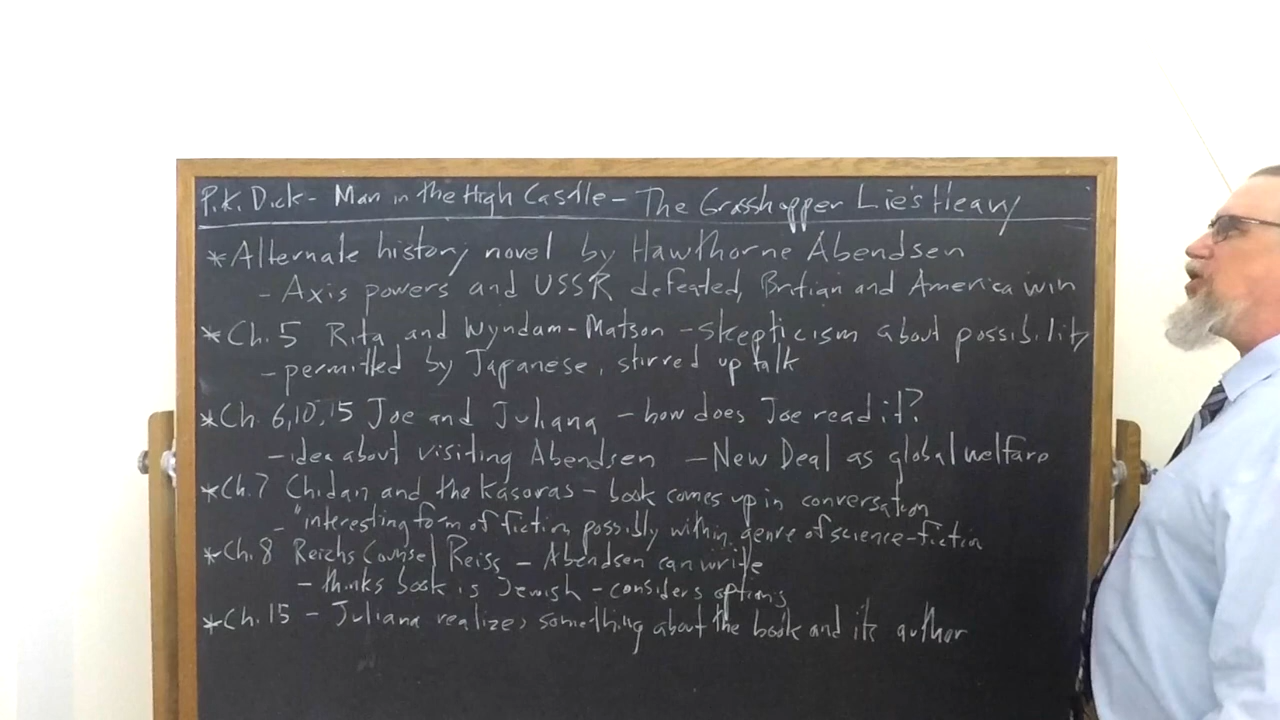 P.K. Dick - Man in the High Castle - The Grasshopper Lie's Heavy
* Alternate history novel by Hawthorne Abendsen
- Axis powers and USSR defeated, Britian and America win
* Ch. 5 Rita and Wyndam-Matson - skepticism about possibility
- permitted by Japanese, stirred up talk
* Ch. 6, 10, 15 Joe and Juliana - how does Joe read it?
- idea about visiting Abendsen - New Deal as global welfare
* Ch. 7 Chidan and the Kasoras - book comes up in conversation
- "interesting form of fiction possibly within genre of science-fiction
* Ch. 8 Reichs Counsel Reiss - Abendsen can write
- thinks book is Jewish - considers options
* Ch. 15 - Juliana realizes something about the book and its author